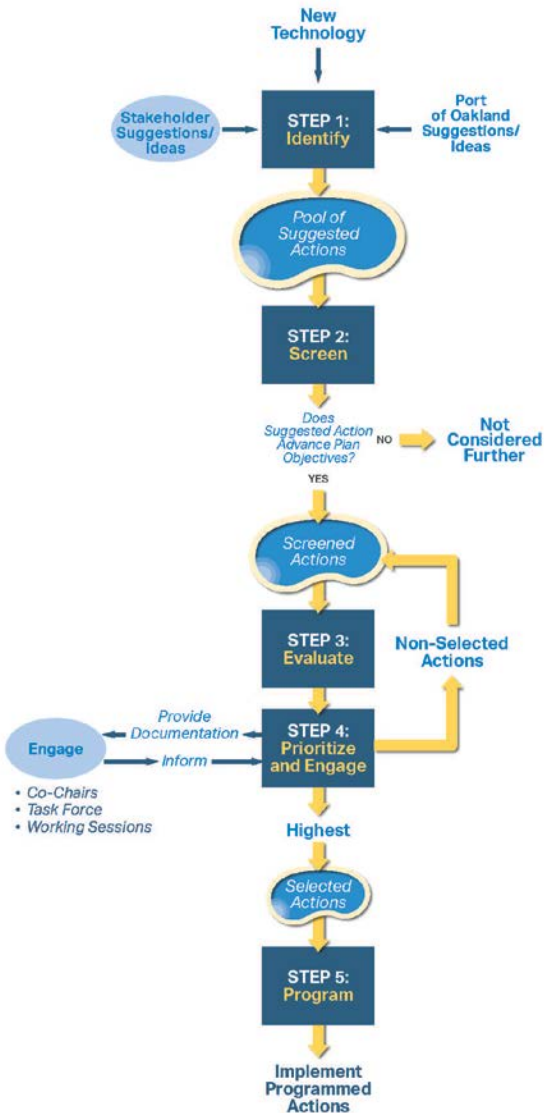 New
Technology
Stakeholder
Suggestions/
Ideas
STEP 1:
Identify
Port
of Oakland
Suggestions/
Ideas
Pool of
Suggested
Actions
STEP 2:
Screen
Does
Suggested Action
Advance Plan
Objectives?
NO
Not
Considered
Further
YES
Screened
Actions
STEP 3:
Evaluate
Non-Selected
Actions
Provide
Documentation
STEP 4:
Prioritize
and Engage
Engage
Inform
• Co-Chairs
• Task Force
• Working Sessions
Highest
Selected
Actions
STEP 5:
Program
Implement
Programmed
Actions